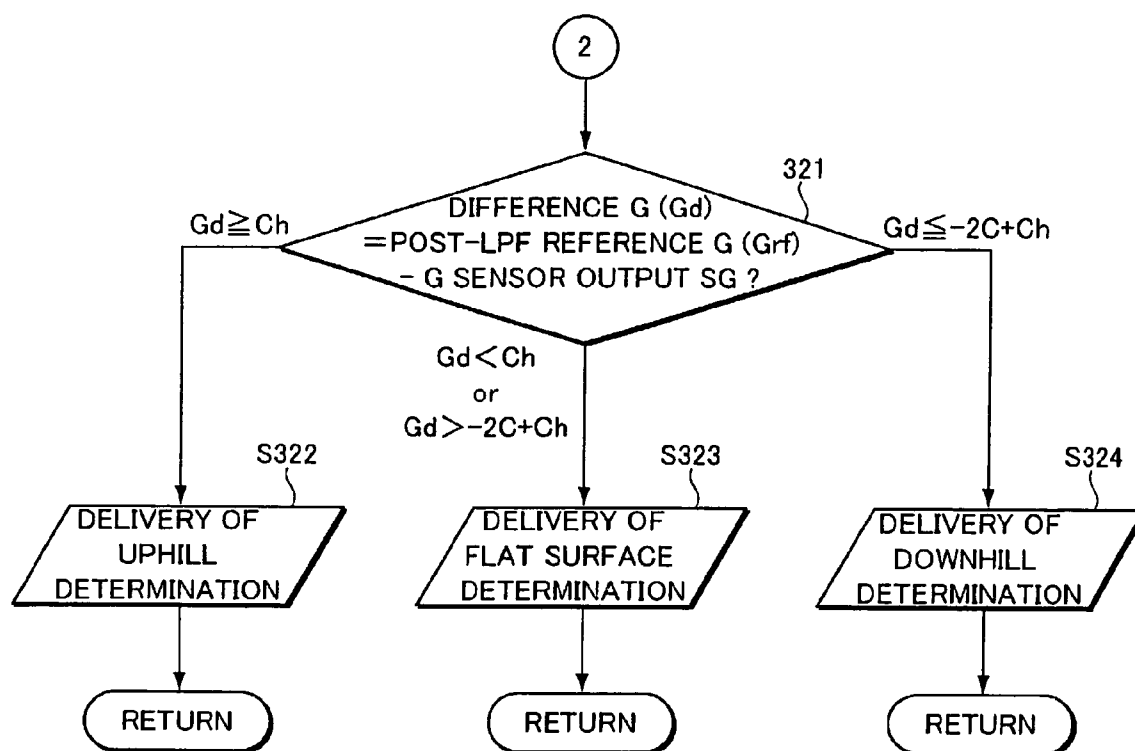 2
321
DIFFERENCE G (Gd)
=POST-LPF REFERENCE G (Grf)
- G SENSOR OUTPUT SG ?
Gd≧Ch
Gd≦-2C+Ch
Gd<Ch
or
Gd>-2C+Ch
S322
DELIVERY OF
UPHILL
DETERMINATION
S323
DELIVERY OF
FLAT SURFACE
DETERMINATION
S324
DELIVERY OF
DOWNHILL
DETERMINATION
RETURN
RETURN
RETURN